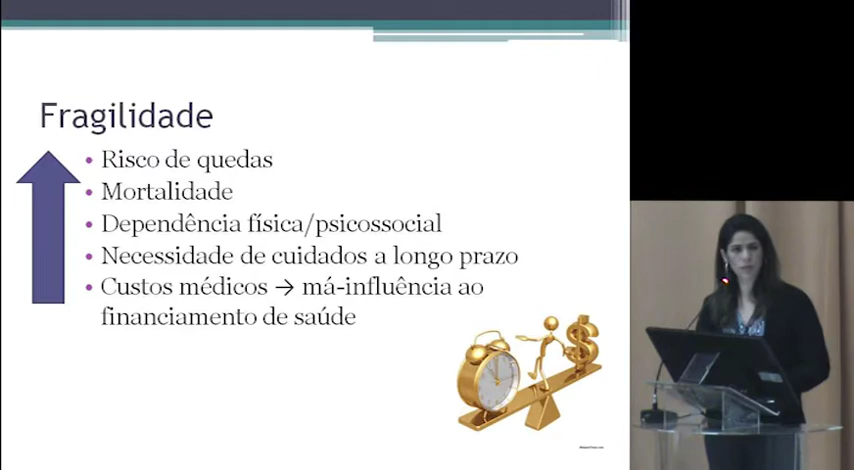 Fragilidade
• Risco de quedas
• Mortalidade
• Dependência física/psicossocial
• Necessidade de cuidados a longo prazo
• Custos médicos → má-influência ao
financiamento de saúde
$